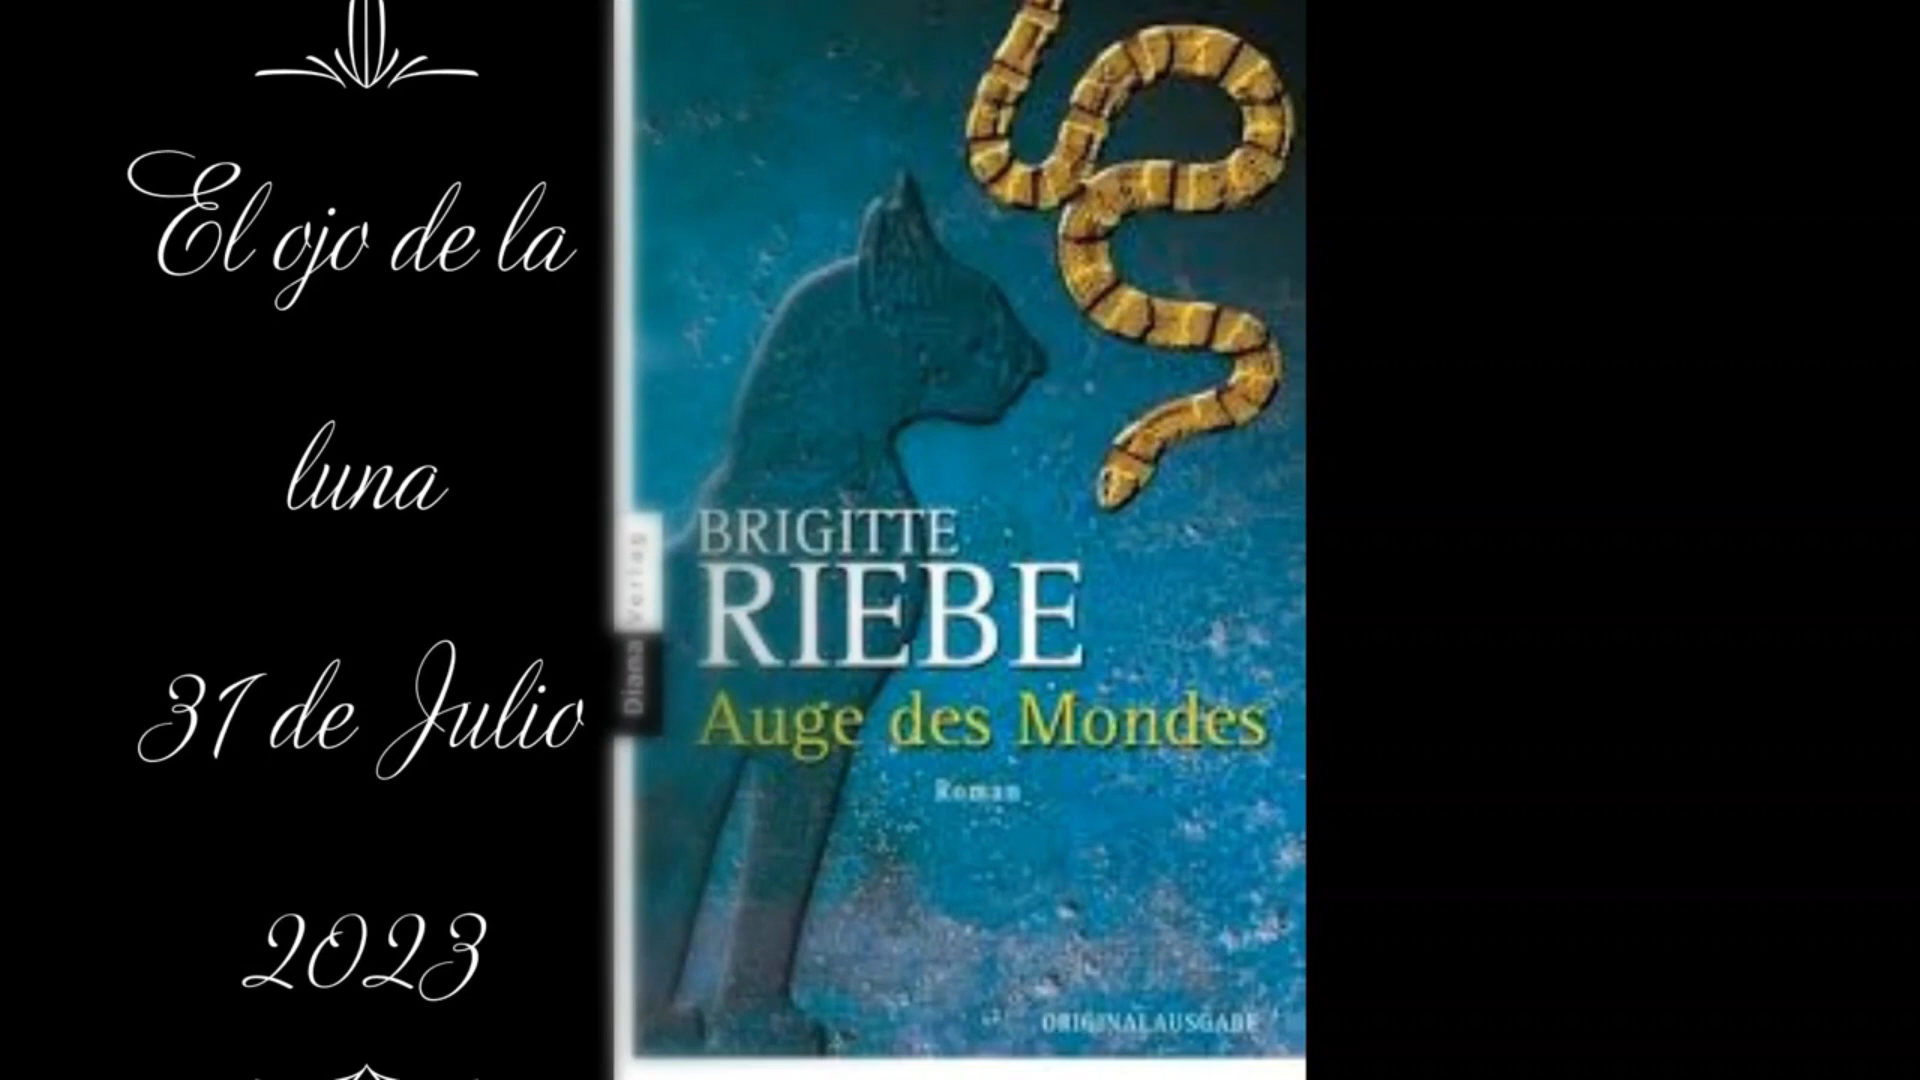 El ojo de la
luna
31 de Julio
2023
Diana Verlag
BRIGITTE
RIEBE
Auge des Mondes
Roman
ORIGINALAUSGABE